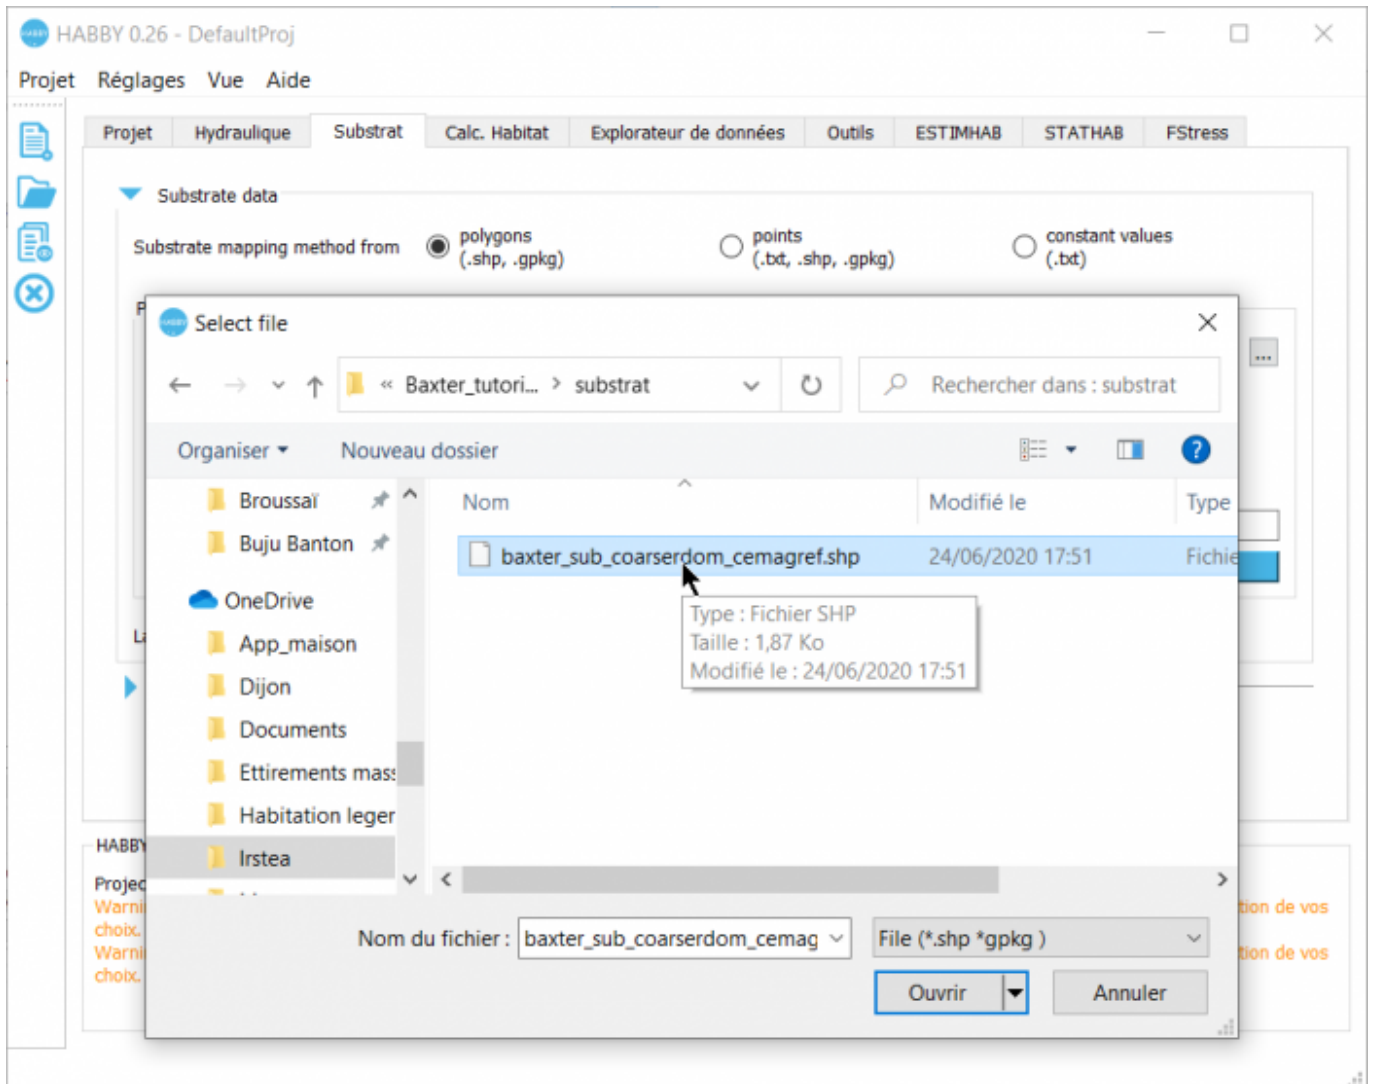 HABBY 0.26 - DefaultProj
Projet Réglages Vue Aide
Projet Hydraulique Substrat Calc. Habitat Explorateur de données Outils ESTIMHAB STATHAB FStress
Substrate data
Substrate mapping method from
polygons
(.shp, .gpkg)
points
(.txt, .shp, .gpkg)
constant values
(.txt)
Select file
...
« Baxter_tutori... > substrat
Rechercher dans : substrat
Organiser
Nouveau dossier
Nom Modifié le Type
Broussaï
Buju Banton
OneDrive
App_maison
Dijon
Documents
Ettirements mass
Habitation leger
Irstea
baxter_sub_coarserdom_cemagref.shp 24/06/2020 17:51 Fichie
Type : Fichier SHP
Taille : 1,87 Ko
Modifié le : 24/06/2020 17:51
HABBY
Projec
Warni
choix.
Warni
choix.
tion de vos
tion de vos
Nom du fichier : baxter_sub_coarserdom_cemag File (*.shp *gpkg )
Ouvrir Annuler